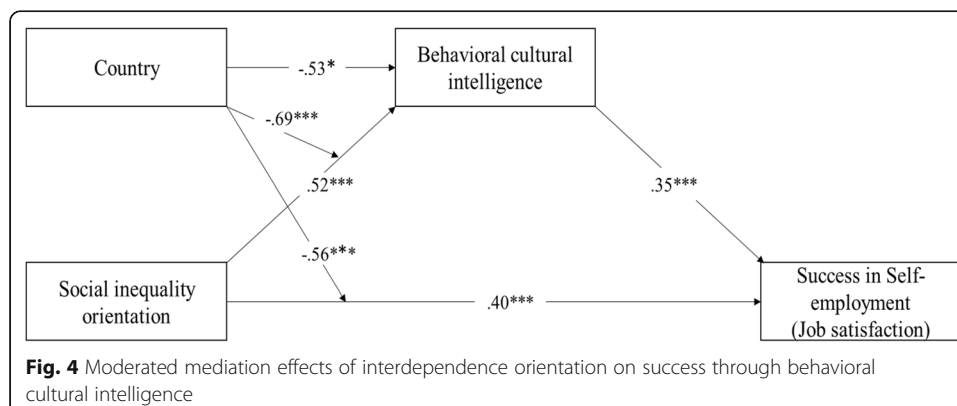 Country
-.53*
Behavioral cultural
intelligence
-.69***
.52***
.35***
-.56***
Social inequality
orientation
.40***
Success in Self-
employment
(Job satisfaction)
Fig. 4 Moderated mediation effects of interdependence orientation on success through behavioral
cultural intelligence